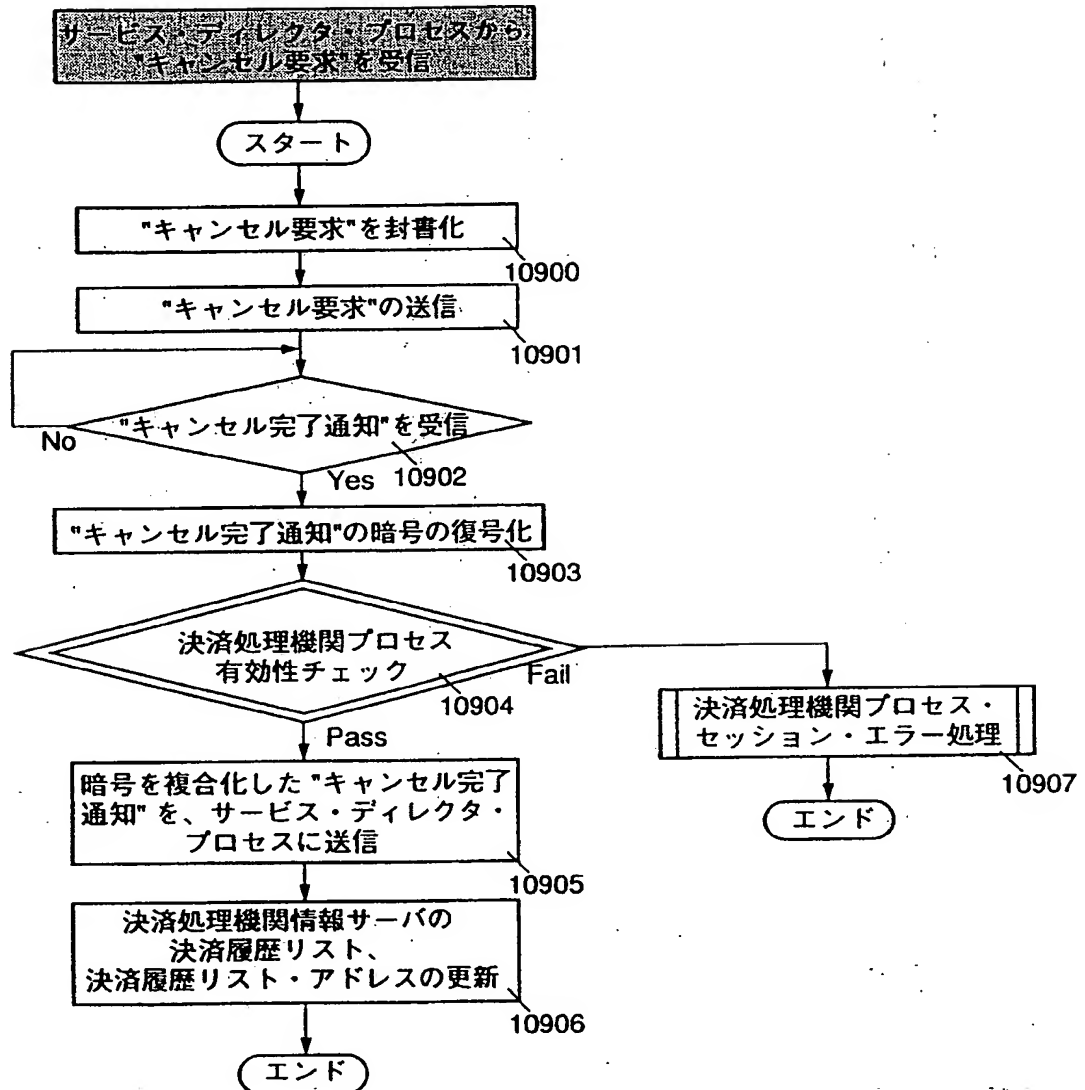 サービス・ディレクタ・プロセスから
"キャンセル要求"を受信
スタート
"キャンセル要求"を封書化
10900
"キャンセル要求"の送信
10901
"キャンセル完了通知"を受信
No
10902
Yes
"キャンセル完了通知"の暗号の復号化
10903
決済処理機関プロセス
有効性チェック
Fail
10904
Pass
決済処理機関プロセス・
セッション・エラー処理
10907
エンド
暗号を複合化した"キャンセル完了
通知"を、サービス・ディレクタ・
プロセスに送信
10905
決済処理機関情報サーバの
決済履歴リスト、
決済履歴リスト・アドレスの更新
10906
エンド